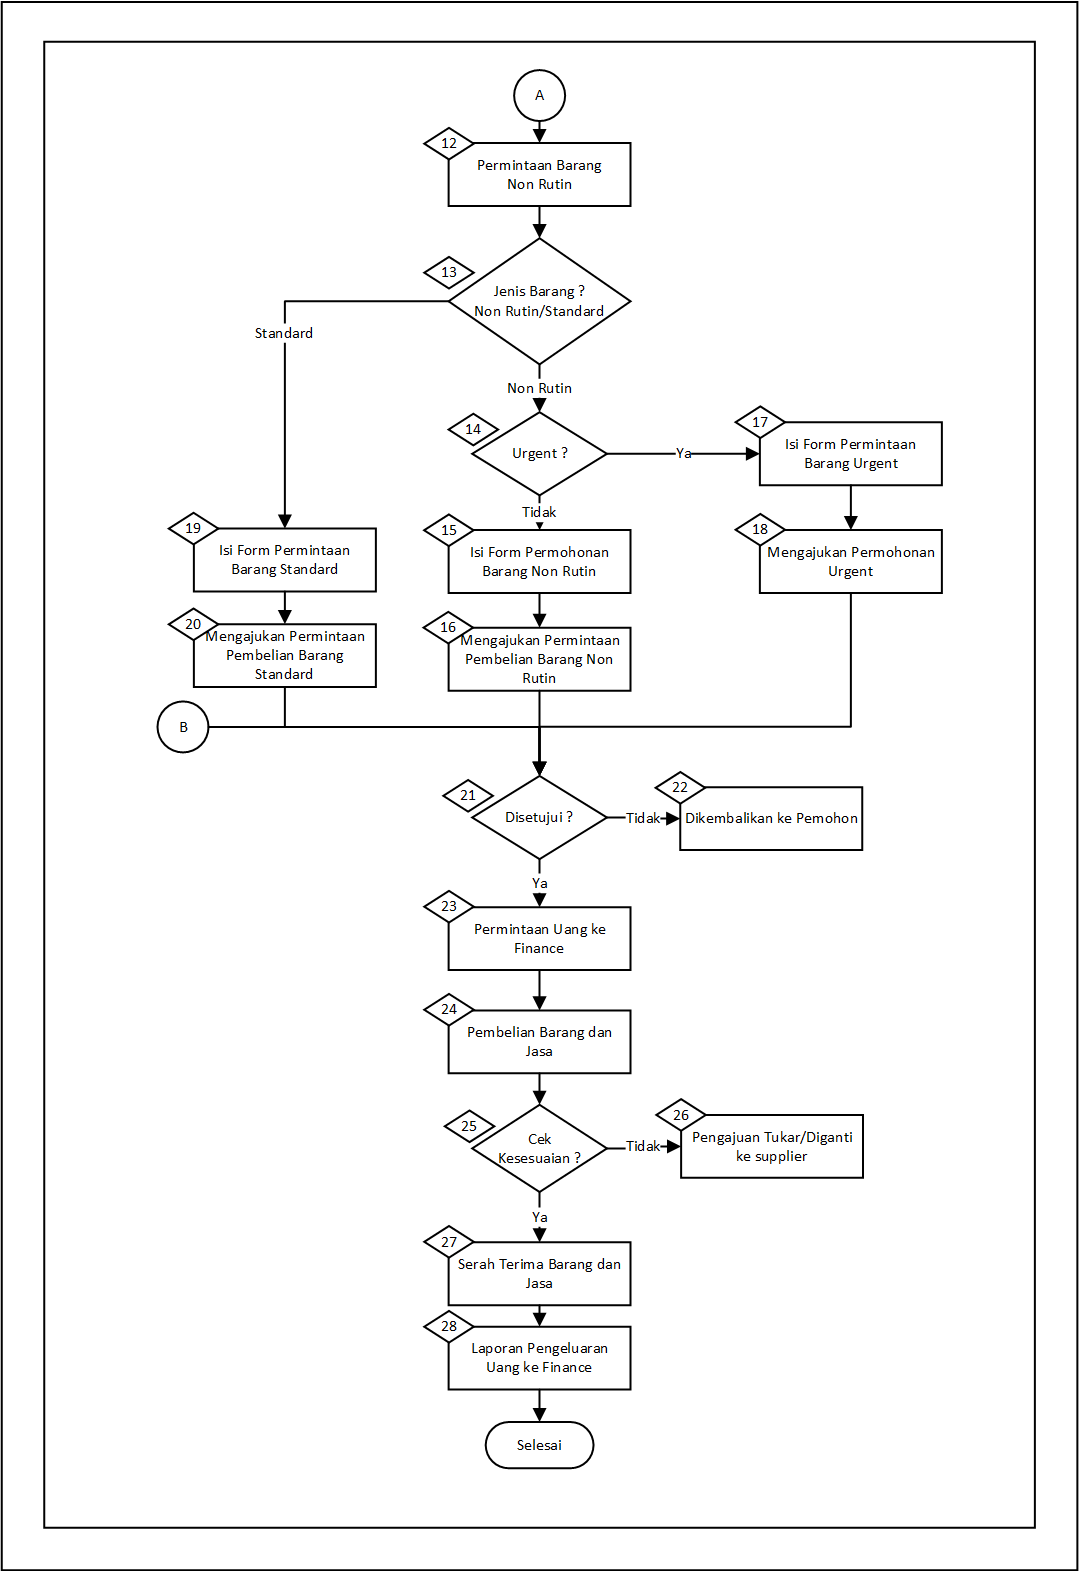 A
12
Permintaan Barang
Non Rutin
13
Jenis Barang ?
Non Rutin/Standard
Standard
Non Rutin
14
Urgent ?
Ya
17
Isi Form Permintaan
Barang Urgent
Tidak
19
Isi Form Permintaan
Barang Standard
15
Isi Form Permohonan
Barang Non Rutin
18
Mengajukan Permohonan
Urgent
20
Mengajukan Permintaan
Pembelian Barang
Standard
16
Mengajukan Permintaan
Pembelian Barang Non
Rutin
B
21
Disetujui ?
Tidak
22
Dikembalikan ke Pemohon
Ya
23
Permintaan Uang ke
Finance
24
Pembelian Barang dan
Jasa
25
Cek
Kesesuaian ?
Tidak
26
Pengajuan Tukar/Diganti
ke supplier
Ya
27
Serah Terima Barang dan
Jasa
28
Laporan Pengeluaran
Uang ke Finance
Selesai